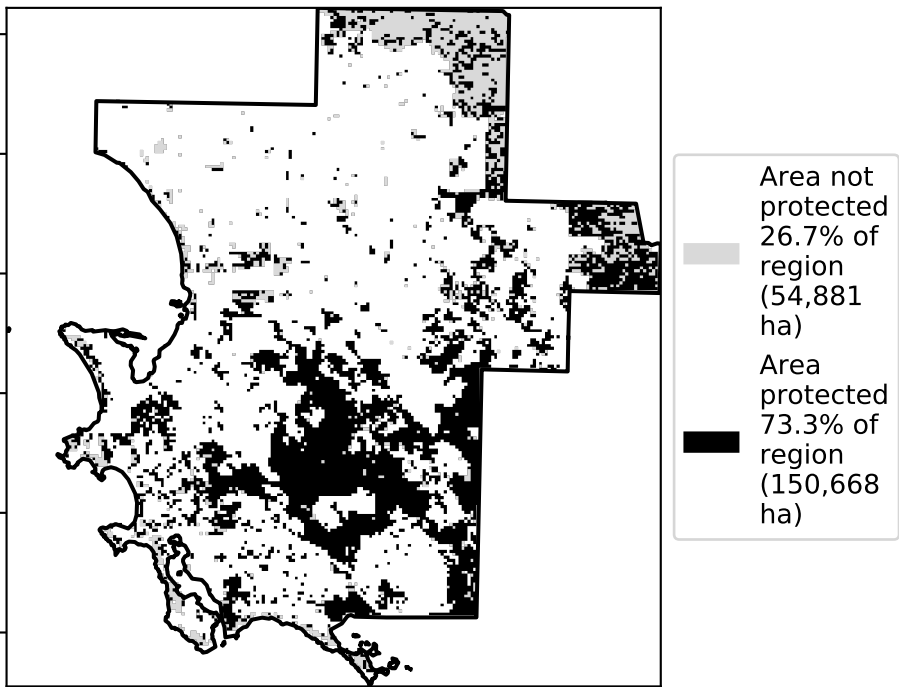 Area not
protected
26.7% of
region
(54,881
ha)
Area
protected
73.3% of
region
(150,668
ha)